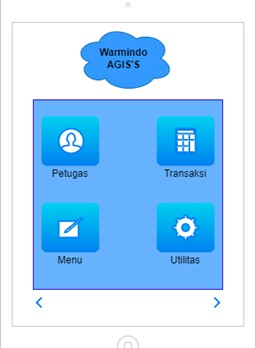 Warmindo
AGIS'S
Petugas
Transaksi
Menu
Utilitas